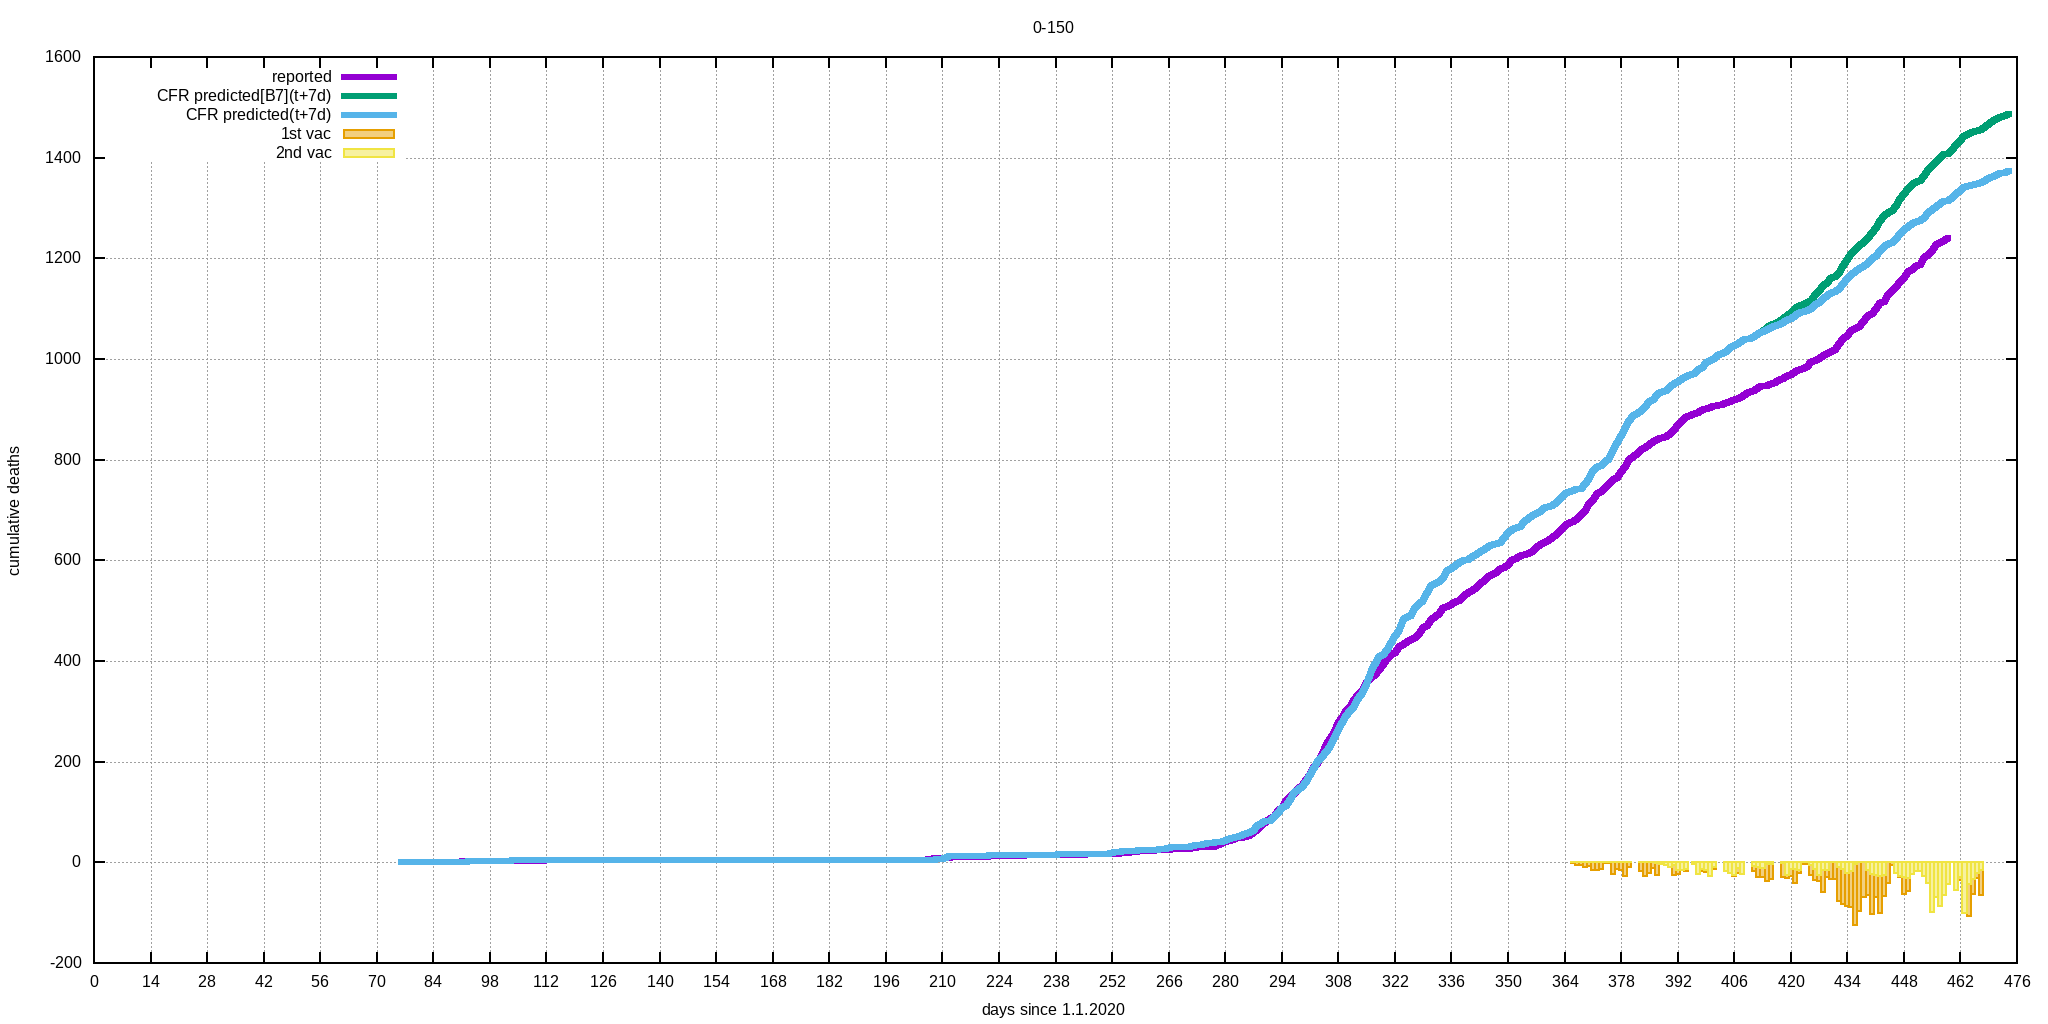 0-150
1600
1400
1200
1000
800
600
400
200
0
-200
reported
CFR predicted[B7](t+7d)
CFR predicted(t+7d)
1st vac
2nd vac
cumulative deaths
0 14 28 42 56 70 84 98 112 126 140 154 168 182 196 210 224 238 252 266 280 294 308 322 336 350 364 378 392 406 420 434 448 462 476
days since 1.1.2020